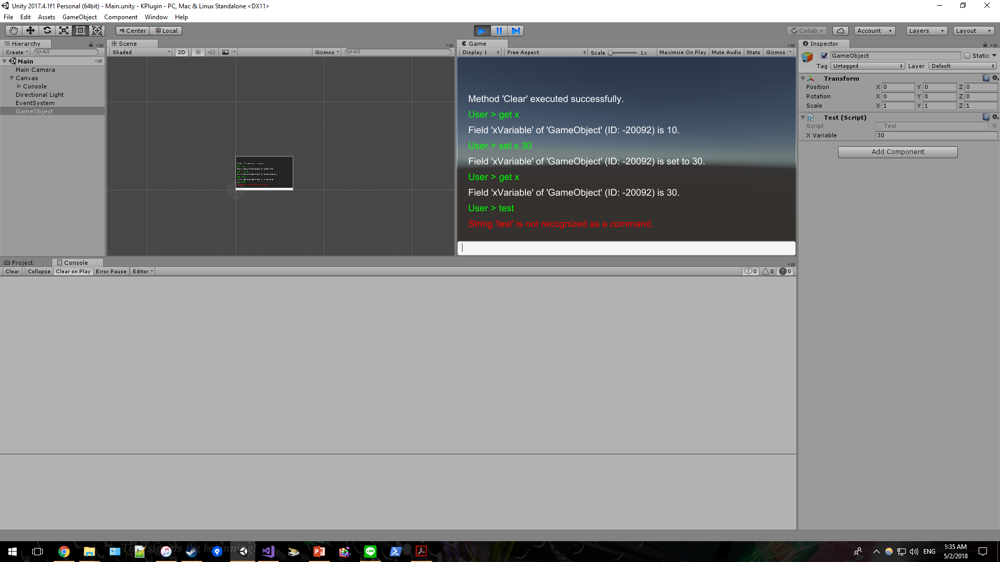 Unity 2017.4.1f1 Personal (64bit) - Main.unity - KPlugin - PC, Mac & Linux Standalone <DX11>
File Edit Assets GameObject Component Window Help
Center Local Collab Account Layers Layout
Hierarchy
Create All
Main
Main Camera
Canvas
Console
Directional Light
EventSystem
GameObject
Scene
Shaded 2D Gizmos All
Game
Display 1 Free Aspect Scale 1x Maximize On Play Mute Audio Stats Gizmos
Method 'Clear' executed successfully.
User > get x
Field 'xVariable' of 'GameObject' (ID: -20092) is 10.
User > set x 30
Field 'xVariable' of 'GameObject' (ID: -20092) is set to 30.
User > get x
Field 'xVariable' of 'GameObject' (ID: -20092) is 30.
User > test
String 'test' is not recognized as a command.
Inspector
GameObject Static
Tag Untagged Layer Default
Transform
Position X 0 Y 0 Z 0
Rotation X 0 Y 0 Z 0
Scale X 1 Y 1 Z 1
Test (Script)
Script Test
X Variable 30
Add Component
Project Console
Clear Collapse Clear on Play Error Pause Editor 0 0 0
LINE
ENG
1:35 AM
5/2/2018